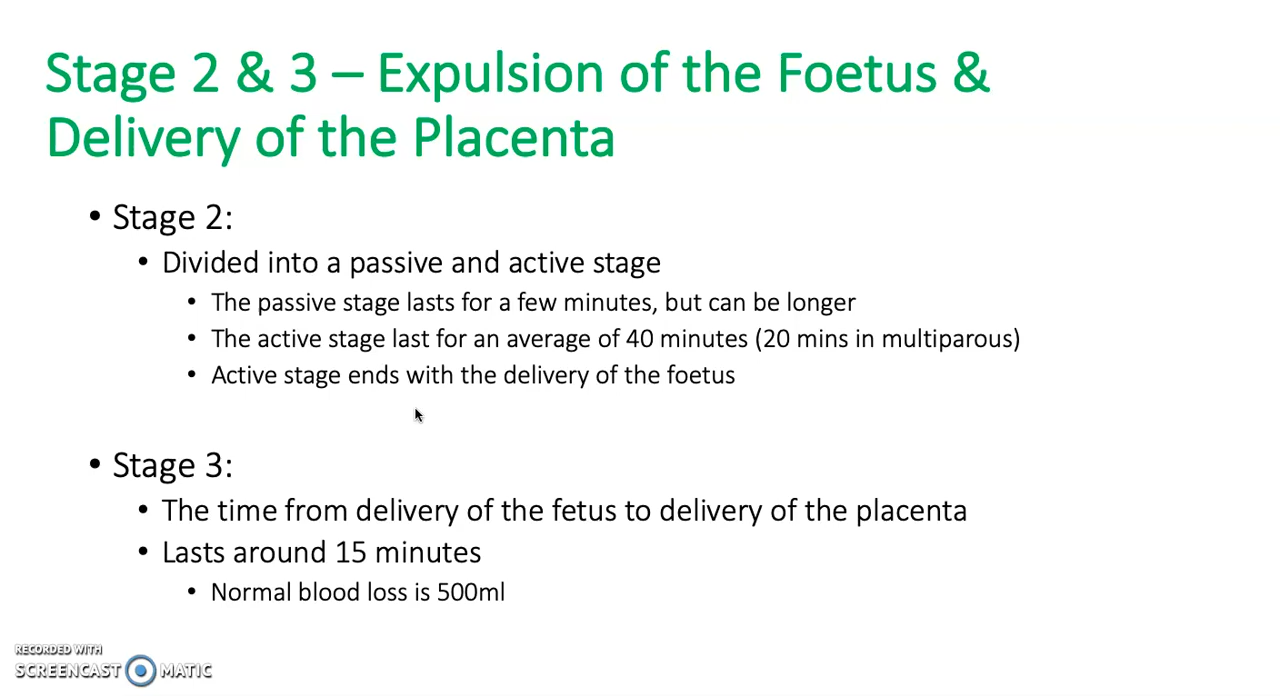 Stage 2 & 3 – Expulsion of the Foetus &
Delivery of the Placenta
• Stage 2:
• Divided into a passive and active stage
• The passive stage lasts for a few minutes, but can be longer
• The active stage last for an average of 40 minutes (20 mins in multiparous)
• Active stage ends with the delivery of the foetus
• Stage 3:
• The time from delivery of the fetus to delivery of the placenta
• Lasts around 15 minutes
• Normal blood loss is 500ml
RECORDED WITH
SCREENCAST MATIC